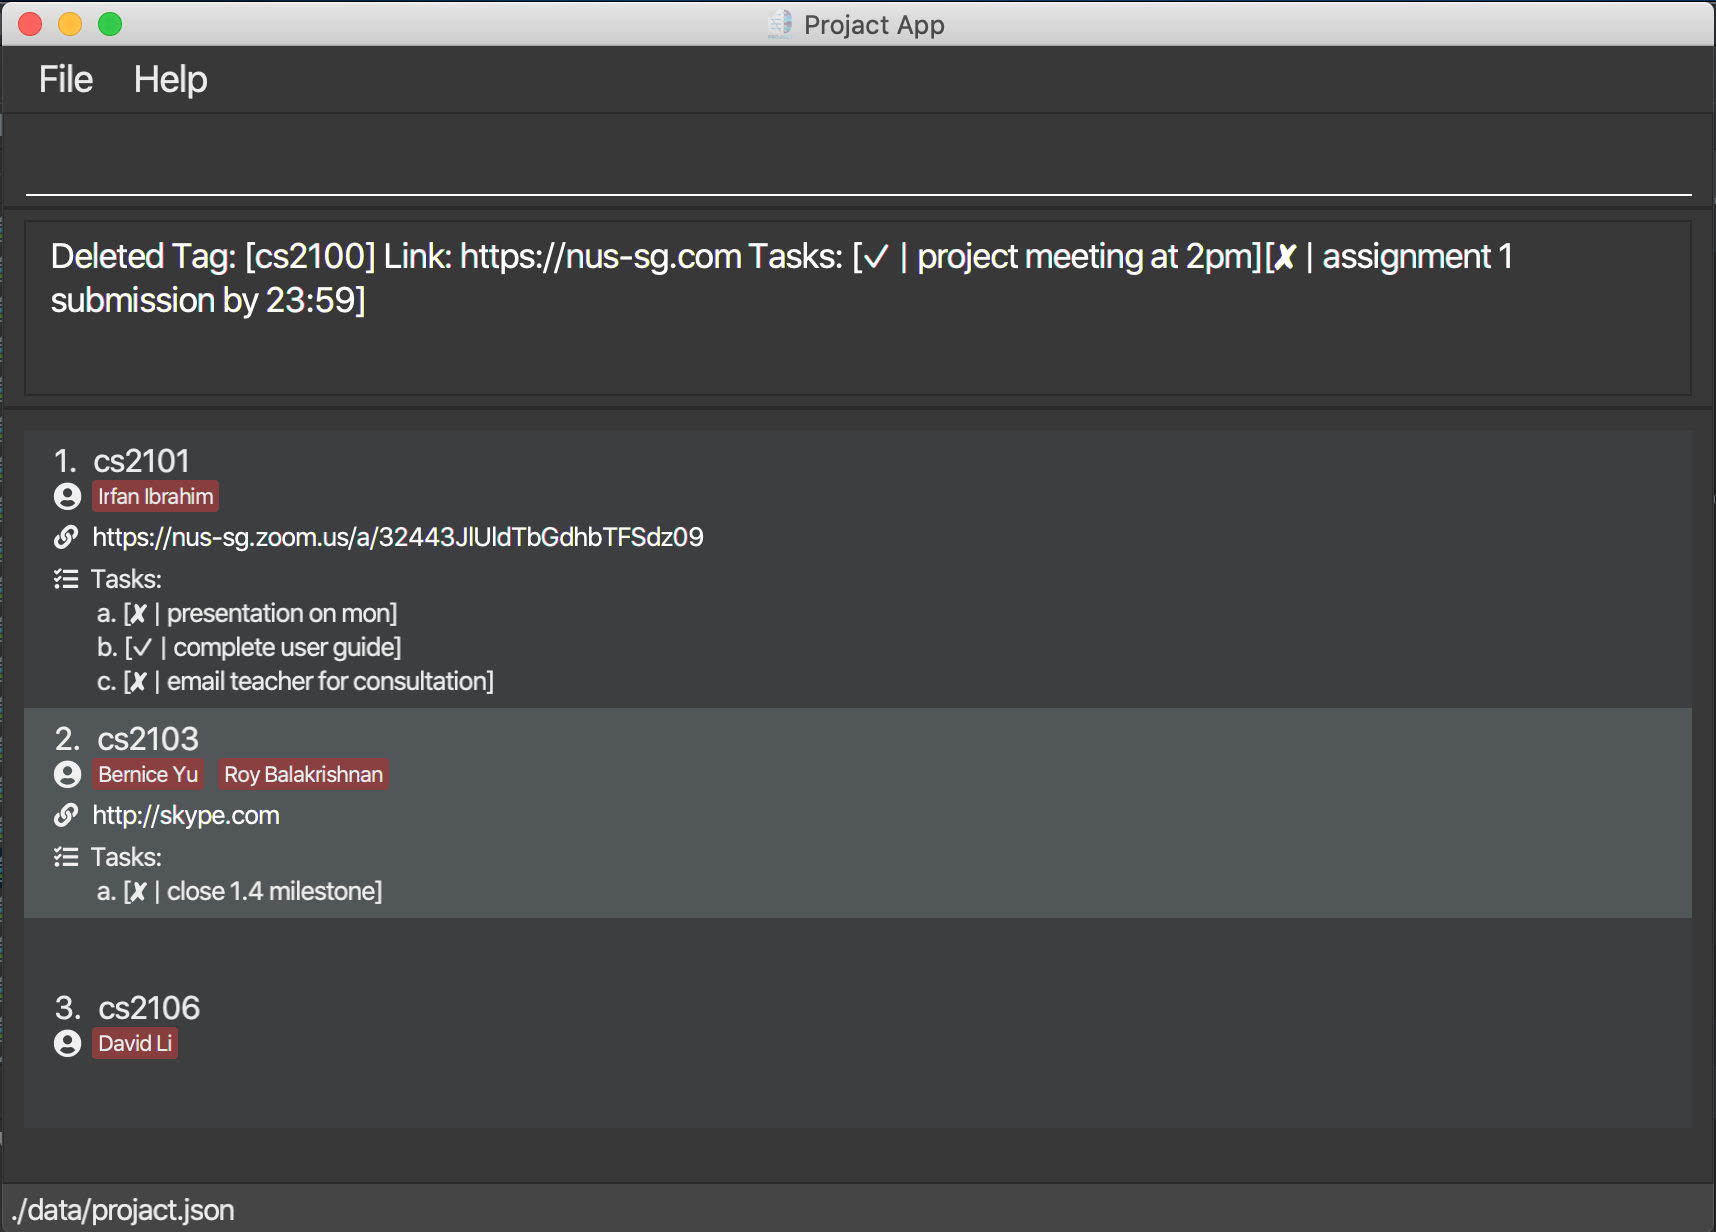 Projact App
File Help
Deleted Tag: [cs2100] Link: https://nus-sg.com Tasks: [✓ | project meeting at 2pm][✘ | assignment 1
submission by 23:59]
1. cs2101
Irfan Ibrahim
https://nus-sg.zoom.us/a/32443JlUldTbGdhbTFSdz09
Tasks:
a. [✘ | presentation on mon]
b. [✓ | complete user guide]
c. [✘ | email teacher for consultation]
2. cs2103
Bernice Yu Roy Balakrishnan
http://skype.com
Tasks:
a. [✘ | close 1.4 milestone]
3. cs2106
David Li
./data/projact.json